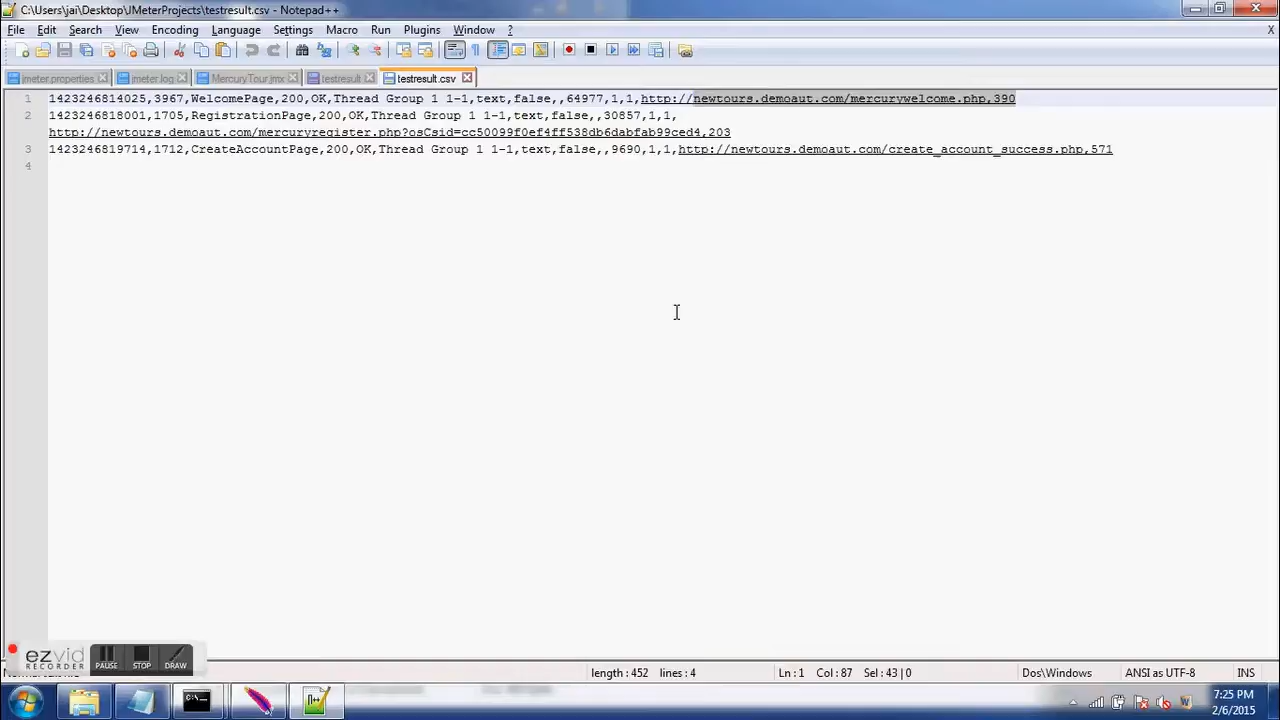 C:\Users\jai\Desktop\JMeterProjects\testresult.csv - Notepad++
File Edit Search View Encoding Language Settings Macro Run Plugins Window ? X
jmeter.properties jmeter.log MercuryTour.jmx testresult testresult.csv
1 1423246814025,3967,WelcomePage,200,OK,Thread Group 1 1-1,text,false,,64977,1,1,http://newtours.demoaut.com/mercurywelcome.php,390
2 1423246818001,1705,RegistrationPage,200,OK,Thread Group 1 1-1,text,false,,30857,1,1,
http://newtours.demoaut.com/mercuryregister.php?osCsid=cc50099f0ef4ff538db6dabfab99ced4,203
3 1423246819714,1712,CreateAccountPage,200,OK,Thread Group 1 1-1,text,false,,9690,1,1,http://newtours.demoaut.com/create_account_success.php,571
4
ezvid
RECORDER
PAUSE STOP DRAW
length : 452 lines : 4 Ln : 1 Col : 87 Sel : 43 | 0 Dos\Windows ANSI as UTF-8 INS
7:25 PM
2/6/2015